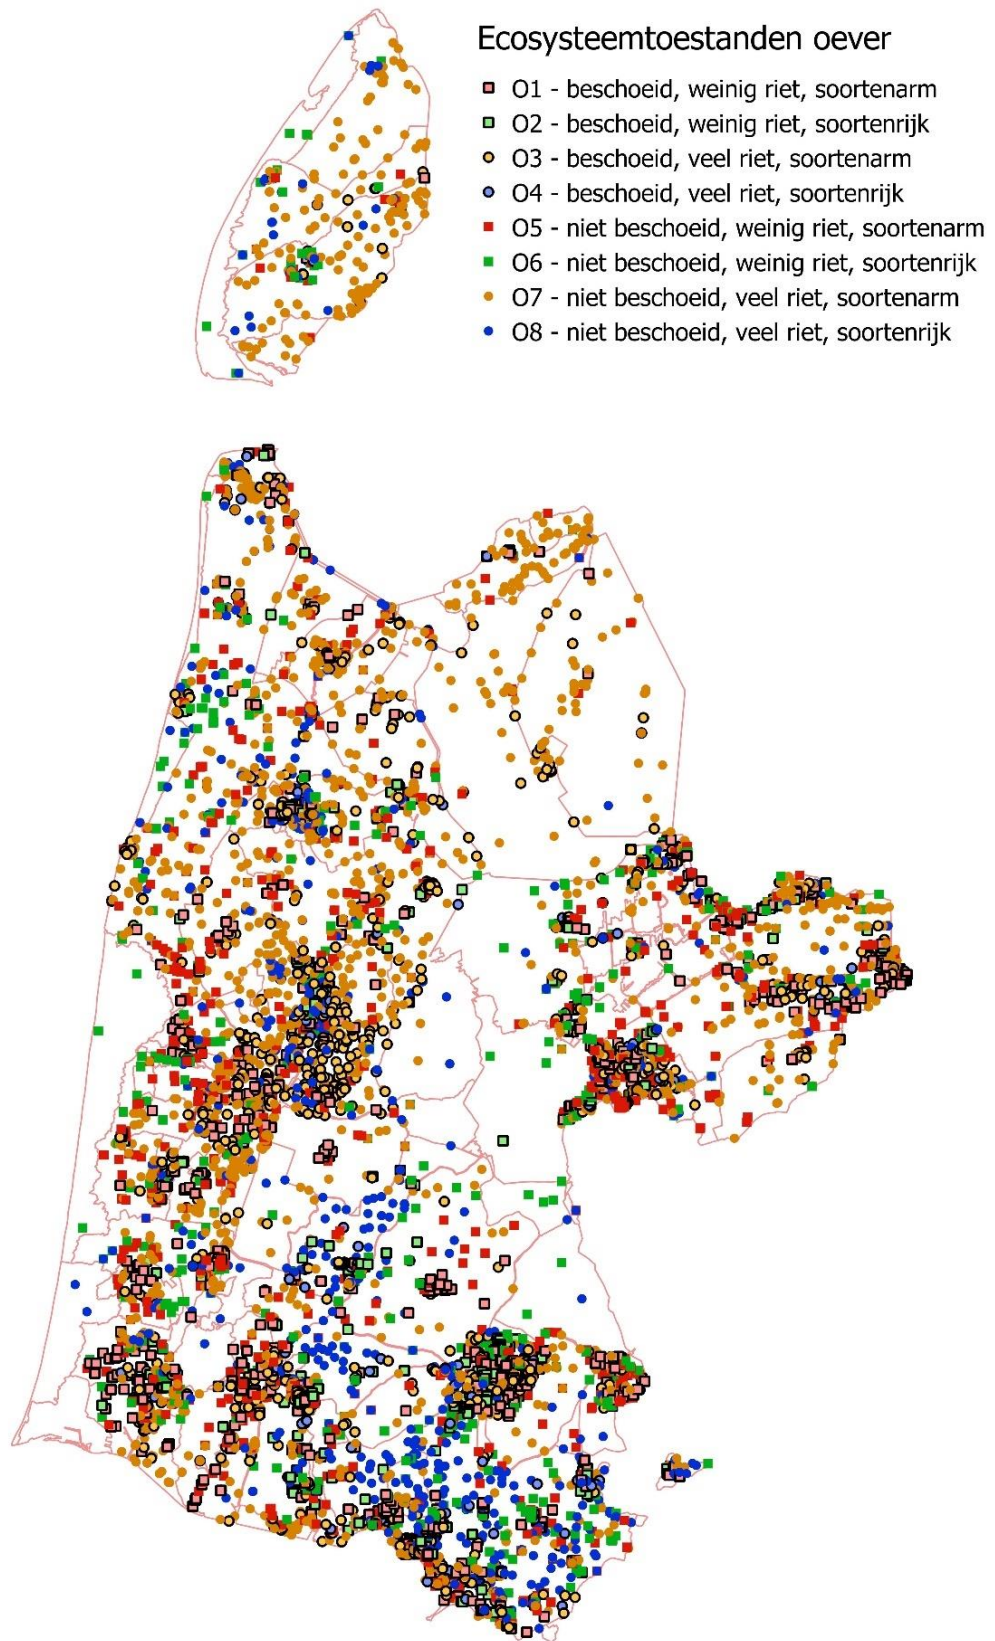 Ecosysteemtoestanden oever
O1 - beschoeid, weinig riet, soortenarm
O2 - beschoeid, weinig riet, soortenrijk
O3 - beschoeid, veel riet, soortenarm
O4 - beschoeid, veel riet, soortenrijk
O5 - niet beschoeid, weinig riet, soortenarm
O6 - niet beschoeid, weinig riet, soortenrijk
O7 - niet beschoeid, veel riet, soortenarm
O8 - niet beschoeid, veel riet, soortenrijk